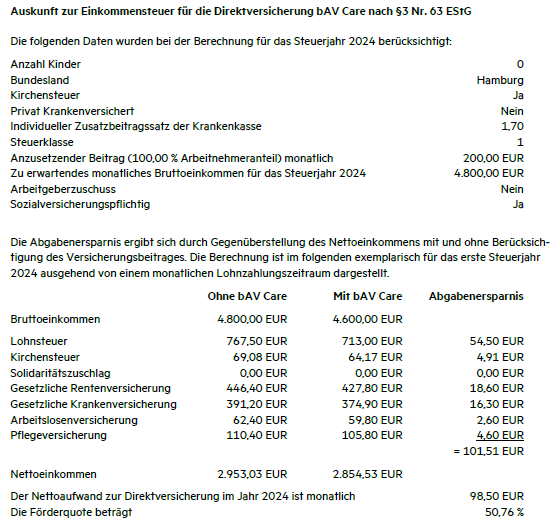 Auskunft zur Einkommensteuer für die Direktversicherung bAV Care nach §3 Nr. 63 EStG
Die folgenden Daten wurden bei der Berechnung für das Steuerjahr 2024 berücksichtigt:
Anzahl Kinder 0
Bundesland Hamburg
Kirchensteuer Ja
Privat Krankenversichert Nein
Individueller Zusatzbeitragssatz der Krankenkasse 1,70
Steuerklasse 1
Anzusetzender Beitrag (100,00 % Arbeitnehmeranteil) monatlich 200,00 EUR
Zu erwartendes monatliches Bruttoeinkommen für das Steuerjahr 2024 4.800,00 EUR
Arbeitgeberzuschuss Nein
Sozialversicherungspflichtig Ja
Die Abgabenersparnis ergibt sich durch Gegenüberstellung des Nettoeinkommens mit und ohne Berücksich-
tigung des Versicherungsbeitrages. Die Berechnung ist im folgenden exemplarisch für das erste Steuerjahr
2024 ausgehend von einem monatlichen Lohnzahlungszeitraum dargestellt.
Ohne bAV Care Mit bAV Care Abgabenersparnis
Bruttoeinkommen 4.800,00 EUR 4.600,00 EUR
Lohnsteuer 767,50 EUR 713,00 EUR 54,50 EUR
Kirchensteuer 69,08 EUR 64,17 EUR 4,91 EUR
Solidaritätszuschlag 0,00 EUR 0,00 EUR 0,00 EUR
Gesetzliche Rentenversicherung 446,40 EUR 427,80 EUR 18,60 EUR
Gesetzliche Krankenversicherung 391,20 EUR 374,90 EUR 16,30 EUR
Arbeitslosenversicherung 62,40 EUR 59,80 EUR 2,60 EUR
Pflegeversicherung 110,40 EUR 105,80 EUR 4,60 EUR
= 101,51 EUR
Nettoeinkommen 2.953,03 EUR 2.854,53 EUR
Der Nettoaufwand zur Direktversicherung im Jahr 2024 ist monatlich 98,50 EUR
Die Förderquote beträgt 50,76 %